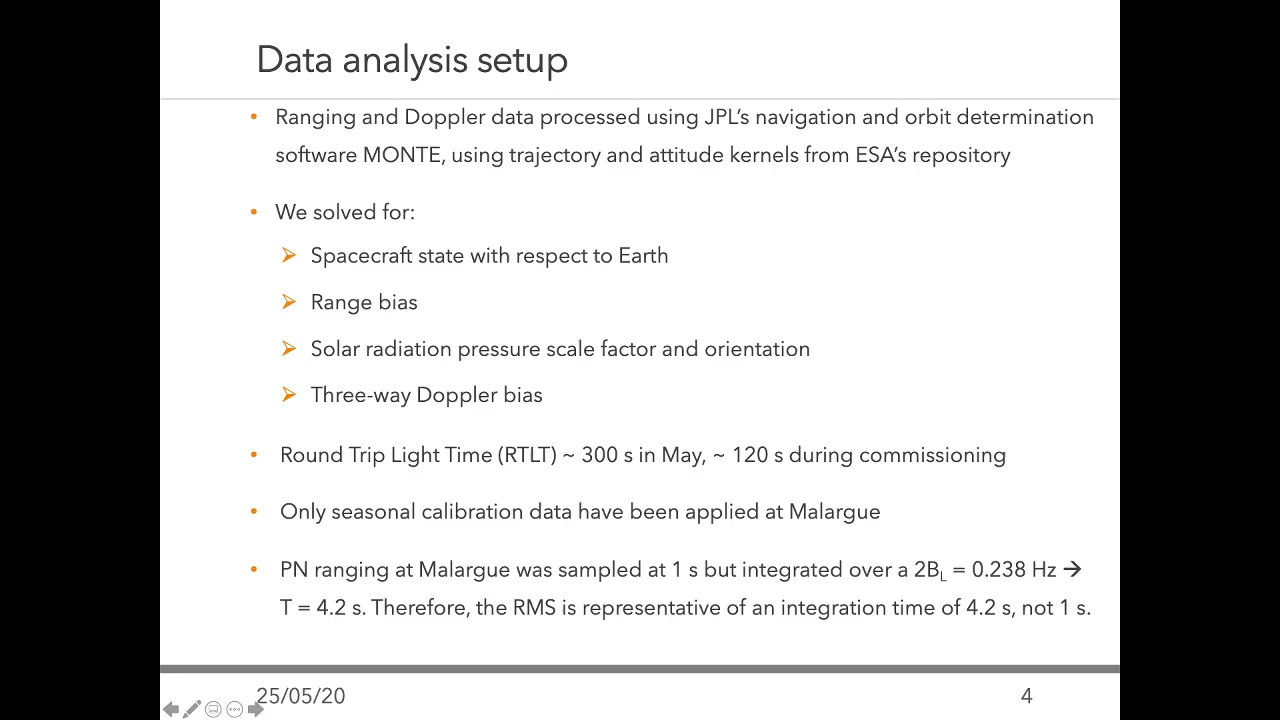 Data analysis setup
• Ranging and Doppler data processed using JPL's navigation and orbit determination
software MONTE, using trajectory and attitude kernels from ESA's repository
• We solved for:
➢ Spacecraft state with respect to Earth
➢ Range bias
➢ Solar radiation pressure scale factor and orientation
➢ Three-way Doppler bias
• Round Trip Light Time (RTLT) ~ 300 s in May, ~ 120 s during commissioning
• Only seasonal calibration data have been applied at Malargue
• PN ranging at Malargue was sampled at 1 s but integrated over a 2BL = 0.238 Hz →
T = 4.2 s. Therefore, the RMS is representative of an integration time of 4.2 s, not 1 s.
25/05/20 4